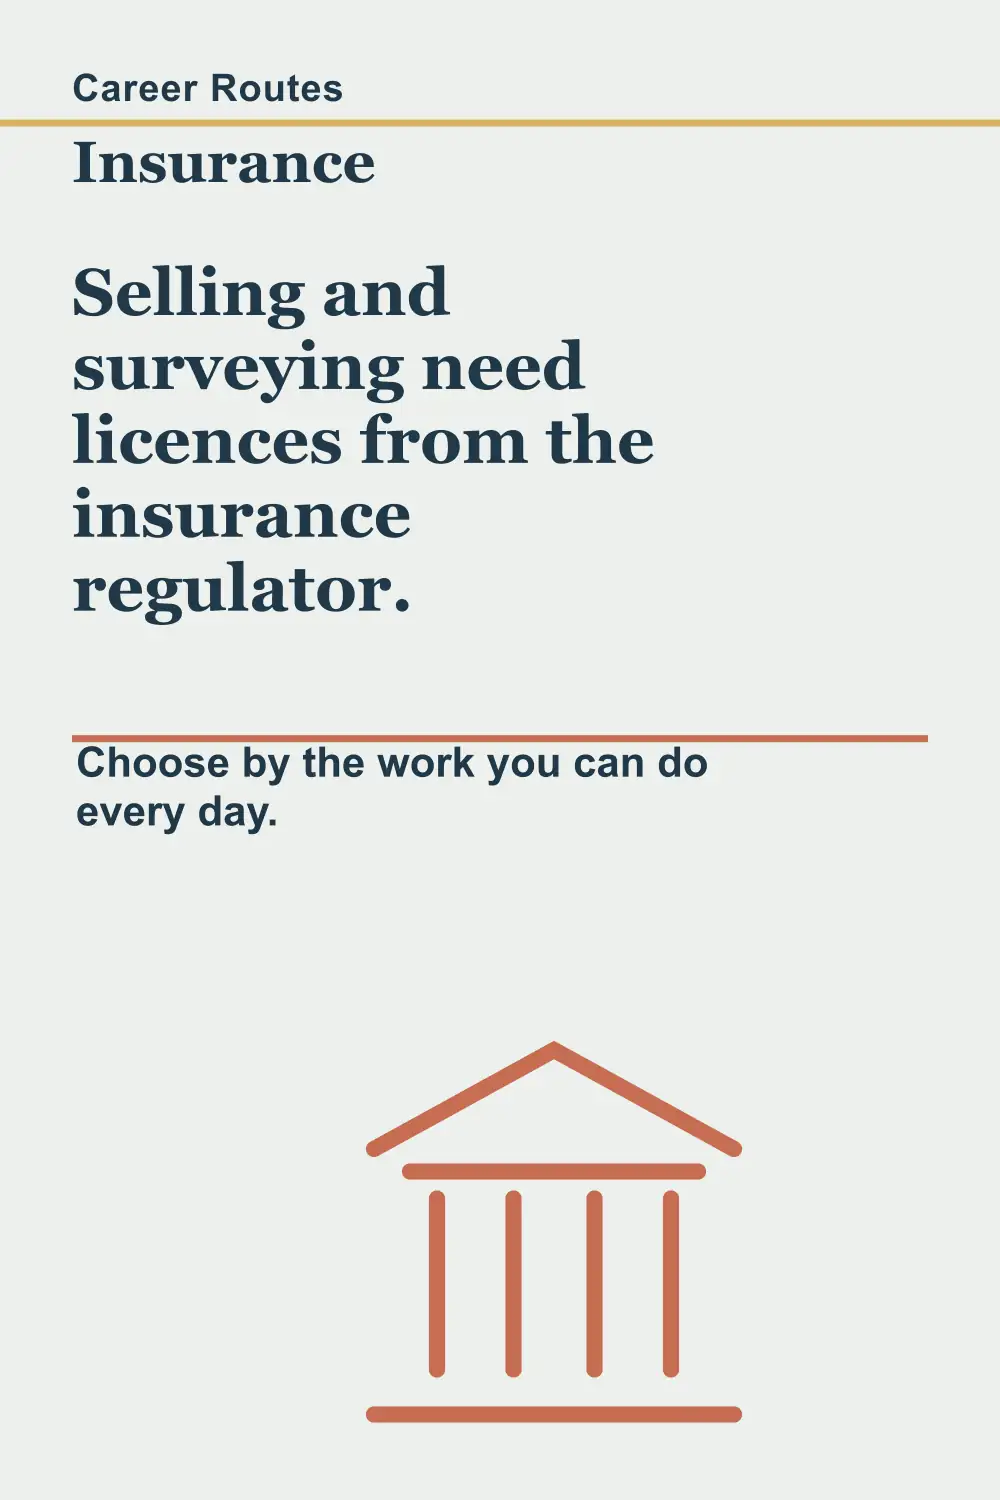 Career Routes
Insurance
Selling and
surveying need
licences from the
insurance
regulator.
Choose by the work you can do
every day.